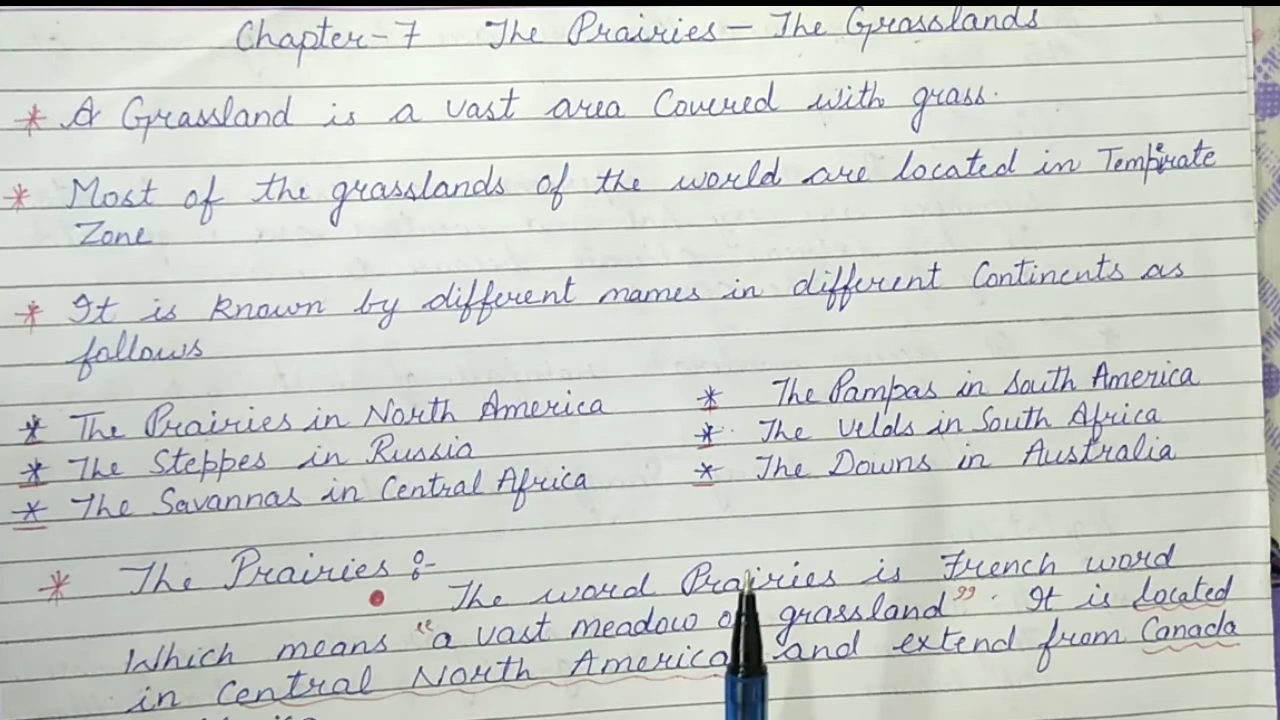 Chapter-7 The Prairies - The Grasslands
* A Grassland is a vast area Covered with grass.
* Most of the grasslands of the world are located in Temperate
Zone
* It is known by different names in different Continents as
follows
* The Prairies in North America
* The Steppes in Russia
* The Savannas in Central Africa
* The Pampas in South America
* The Velds in South Africa
* The Downs in Australia
* The Prairies :-
The word Prairies is French word
Which means "a vast meadow or grassland". It is located
in Central North America and extend from Canada